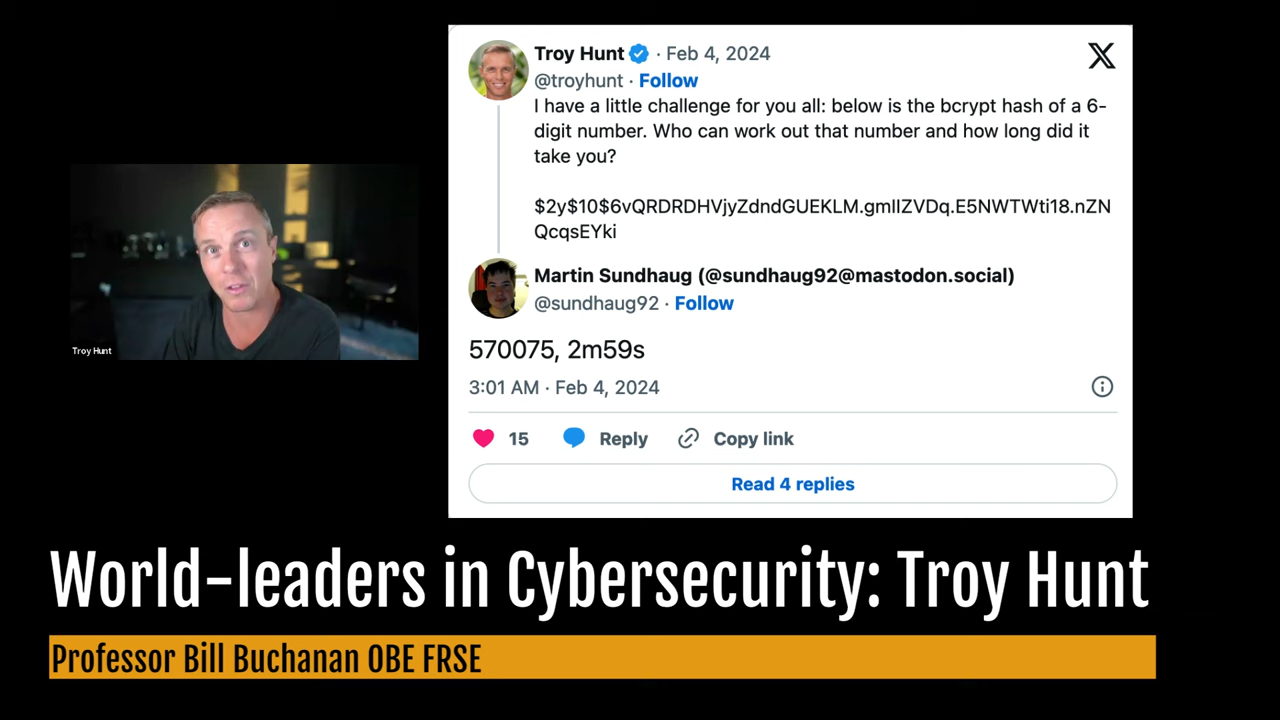 Troy Hunt · Feb 4, 2024
@troyhunt · Follow
I have a little challenge for you all: below is the bcrypt hash of a 6-
digit number. Who can work out that number and how long did it
take you?
$2y$10$6vQRDRDHVjyZdndGUEKLM.gmlIZVDq.E5NWTWti18.nZN
QcqsEYki
Martin Sundhaug (@sundhaug92@mastodon.social)
@sundhaug92 · Follow
570075, 2m59s
3:01 AM · Feb 4, 2024
15 Reply Copy link
Read 4 replies
Troy Hunt
World-leaders in Cybersecurity: Troy Hunt
Professor Bill Buchanan OBE FRSE